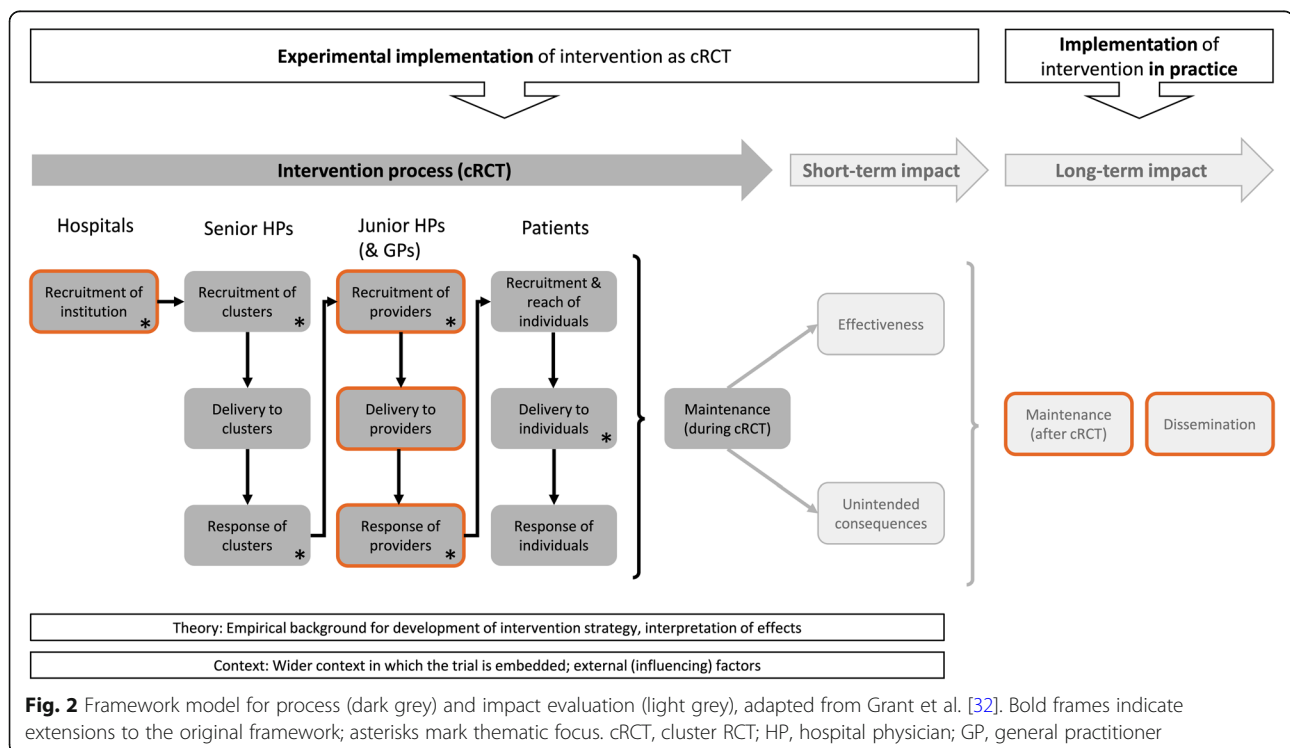 Experimental implementation of intervention as cRCT
Implementation of
intervention in practice
Intervention process (cRCT)
Short-term impact
Long-term impact
Hospitals
Senior HPs
Junior HPs
(& GPs)
Patients
Recruitment of
institution
*
Recruitment of
clusters
*
Recruitment of
providers
*
Recruitment &
reach of
individuals
Effectiveness
Delivery to
clusters
Delivery to
providers
Delivery to
individuals
*
Maintenance
(during cRCT)
Maintenance
(after cRCT)
Dissemination
Response of
clusters
*
Response of
providers
*
Response of
individuals
Unintended
consequences
Theory: Empirical background for development of intervention strategy, interpretation of effects
Context: Wider context in which the trial is embedded; external (influencing) factors
Fig. 2 Framework model for process (dark grey) and impact evaluation (light grey), adapted from Grant et al. [32]. Bold frames indicate
extensions to the original framework; asterisks mark thematic focus. cRCT, cluster RCT; HP, hospital physician; GP, general practitioner